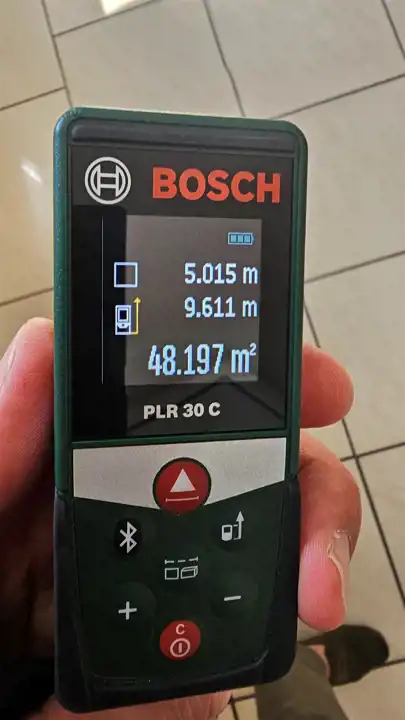 BOSCH
5.015 m
9.611 m
48.197 m²
PLR 30 C
+
−
C